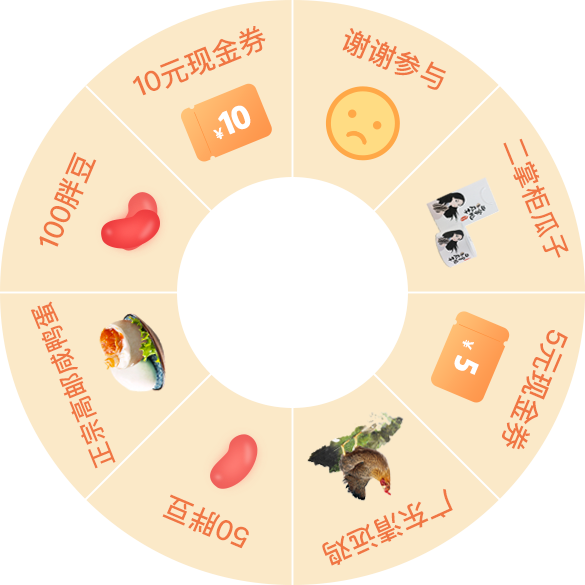 谢谢参与
二掌柜瓜子
5元现金券
¥5
广东清远鸡
50胖豆
正宗高邮咸鸭蛋
100胖豆
10元现金券
¥10